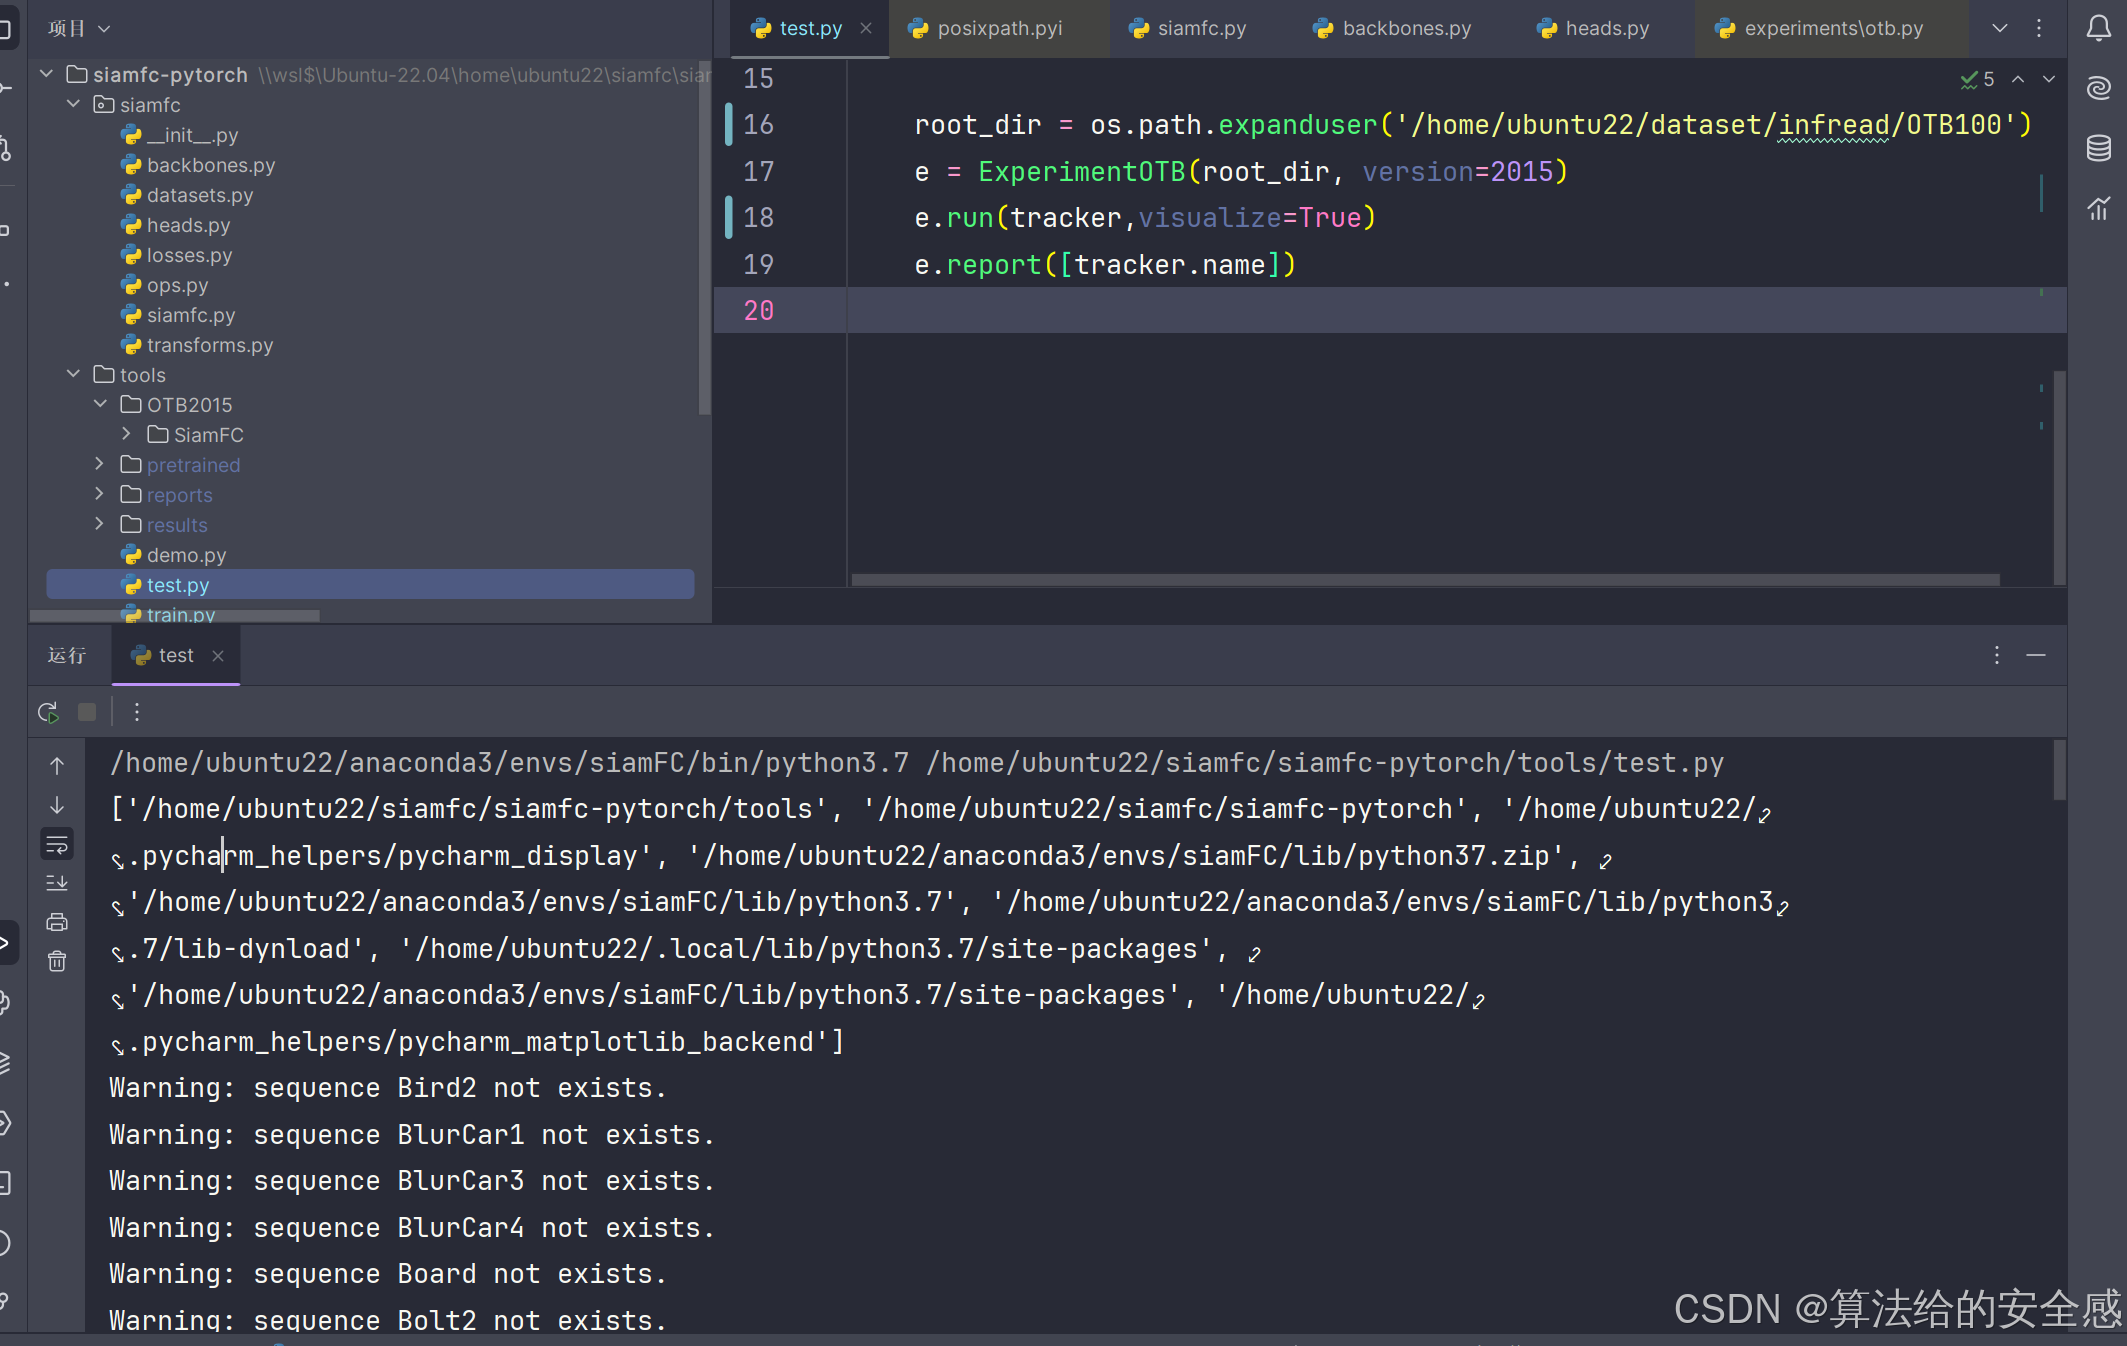 项目
siamfc-pytorch \\wsl$\Ubuntu-22.04\home\ubuntu22\siamfc\siar
siamfc
__init__.py
backbones.py
datasets.py
heads.py
losses.py
ops.py
siamfc.py
transforms.py
tools
OTB2015
SiamFC
pretrained
reports
results
demo.py
test.py
train.py
test.py posixpath.pyi siamfc.py backbones.py heads.py experiments\otb.py
5
15
16 root_dir = os.path.expanduser('/home/ubuntu22/dataset/infread/OTB100')
17 e = ExperimentOTB(root_dir, version=2015)
18 e.run(tracker,visualize=True)
19 e.report([tracker.name])
20
运行 test
/home/ubuntu22/anaconda3/envs/siamFC/bin/python3.7 /home/ubuntu22/siamfc/siamfc-pytorch/tools/test.py
['/home/ubuntu22/siamfc/siamfc-pytorch/tools', '/home/ubuntu22/siamfc/siamfc-pytorch', '/home/ubuntu22/
.pycharm_helpers/pycharm_display', '/home/ubuntu22/anaconda3/envs/siamFC/lib/python37.zip',
'/home/ubuntu22/anaconda3/envs/siamFC/lib/python3.7', '/home/ubuntu22/anaconda3/envs/siamFC/lib/python3
.7/lib-dynload', '/home/ubuntu22/.local/lib/python3.7/site-packages',
'/home/ubuntu22/anaconda3/envs/siamFC/lib/python3.7/site-packages', '/home/ubuntu22/
.pycharm_helpers/pycharm_matplotlib_backend']
Warning: sequence Bird2 not exists.
Warning: sequence BlurCar1 not exists.
Warning: sequence BlurCar3 not exists.
Warning: sequence BlurCar4 not exists.
Warning: sequence Board not exists.
Warning: sequence Bolt2 not exists.
CSDN @算法给的安全感